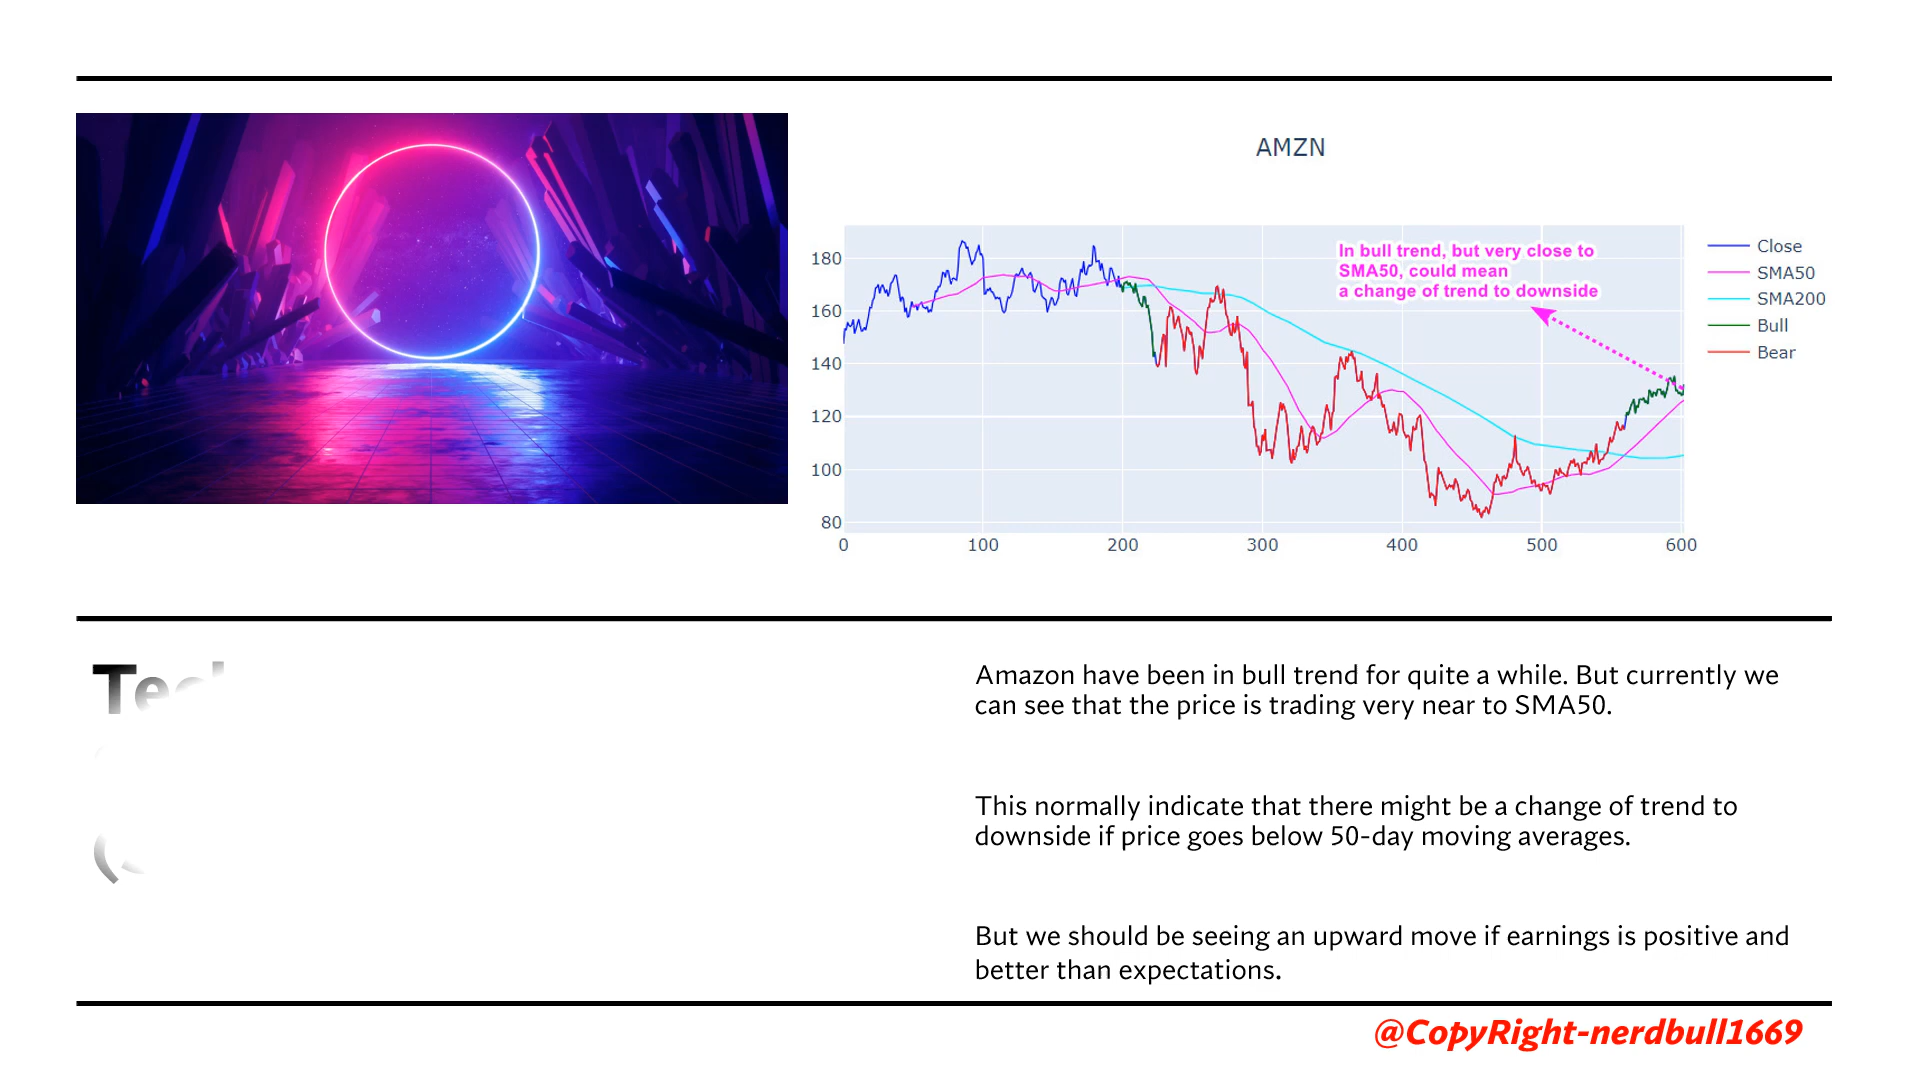 AMZN
In bull trend, but very close to
SMA50, could mean
a change of trend to downside
180
160
140
120
100
80
0 100 200 300 400 500 600
Close
SMA50
SMA200
Bull
Bear
Amazon have been in bull trend for quite a while. But currently we
can see that the price is trading very near to SMA50.
This normally indicate that there might be a change of trend to
downside if price goes below 50-day moving averages.
But we should be seeing an upward move if earnings is positive and
better than expectations.
@CopyRight-nerdbull1669